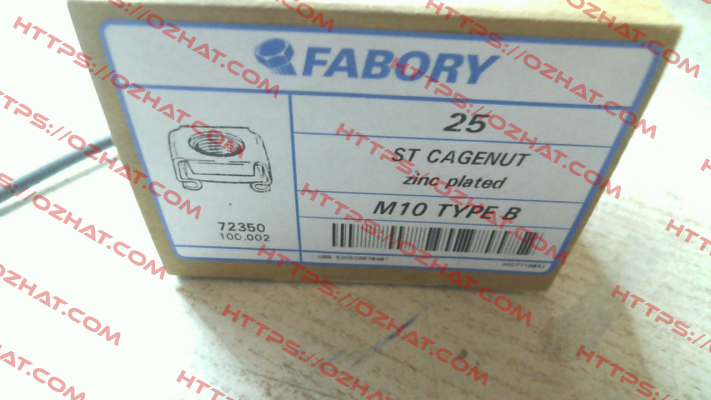 FABORY
25
ST CAGENUT
zinc plated
M10 TYPE B
72350
100.002
HTTPS://OZHAT.COM